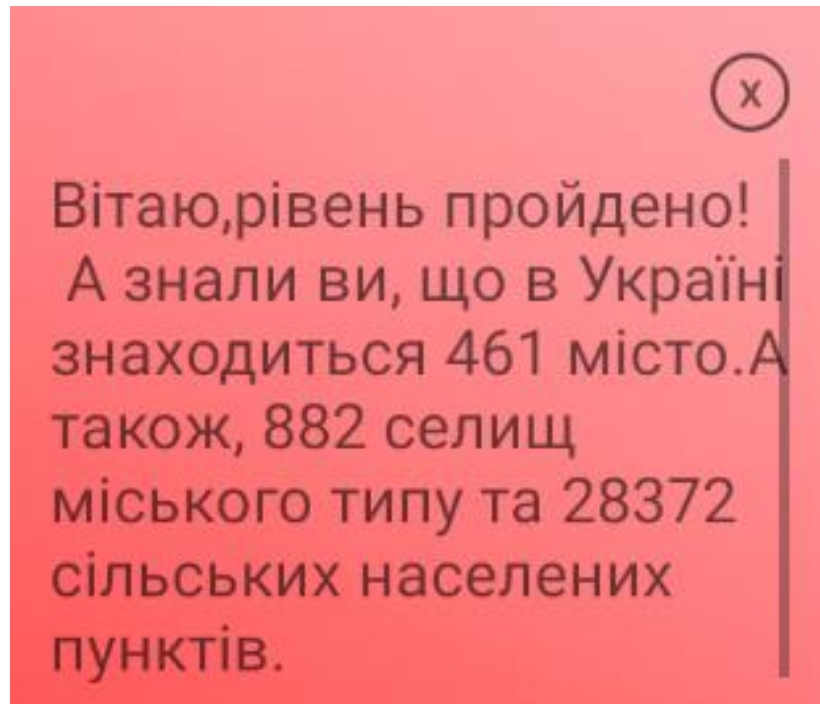 x
Вітаю,рівень пройдено!
А знали ви, що в Україні
знаходиться 461 місто.А
також, 882 селищ
міського типу та 28372
сільських населених
пунктів.